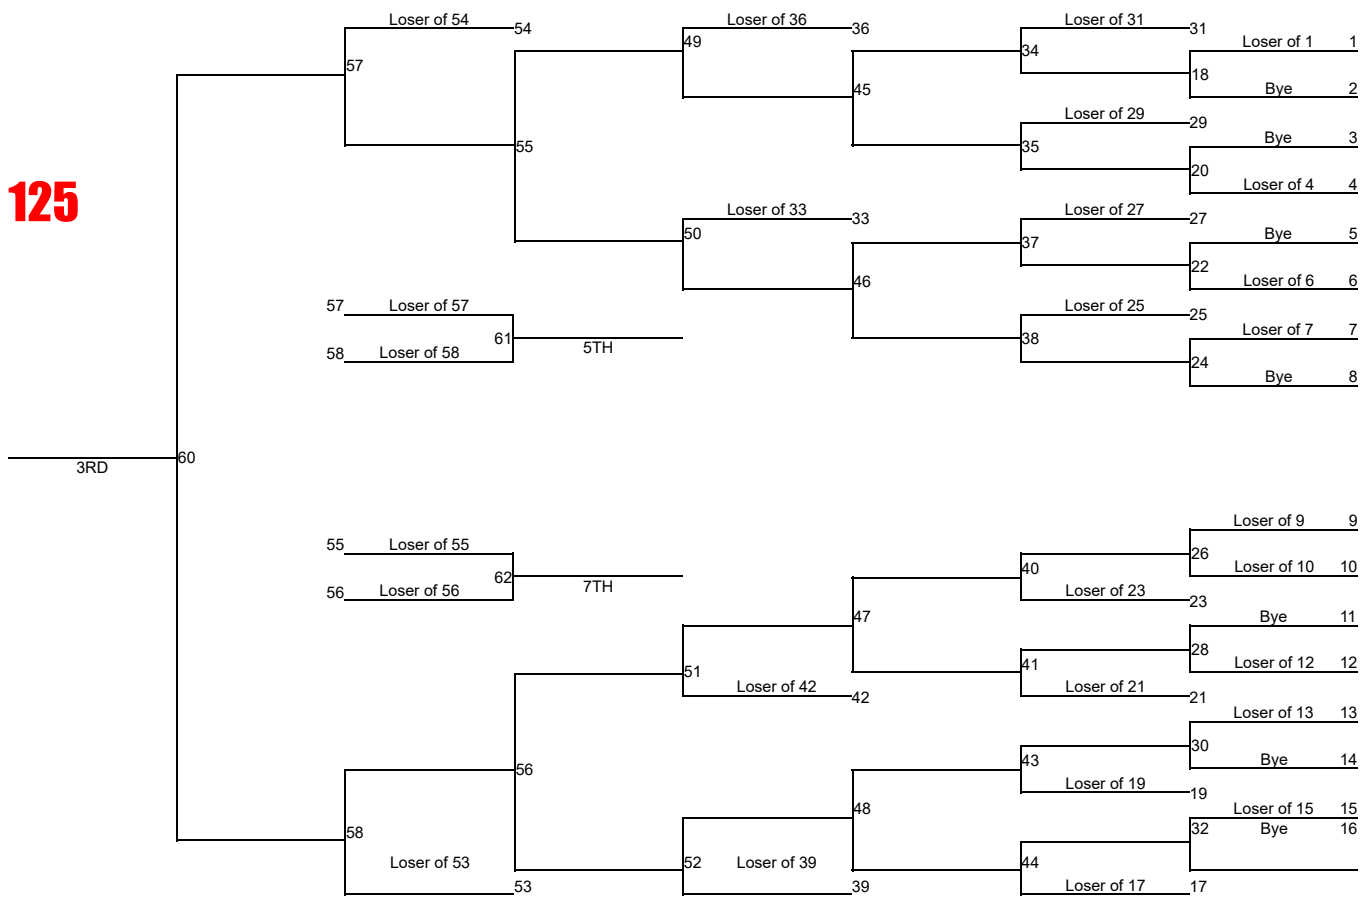 Loser of 54 54 Loser of 36 36 Loser of 31 31
49 34 Loser of 1 1
57 18
45 Bye 2
Loser of 29 29
55 35 Bye 3
20
125 Loser of 4 4
Loser of 33 33 Loser of 27 27
50 37 Bye 5
22
46 Loser of 6 6
57 Loser of 57 Loser of 25 25
61 5TH 38 Loser of 7 7
58 Loser of 58 24
Bye 8
60
3RD
Loser of 9 9
55 Loser of 55 26
62 40 Loser of 10 10
56 Loser of 56 7TH Loser of 23 23
47 Bye 11
28
51 41 Loser of 12 12
Loser of 42 42 Loser of 21 21
Loser of 13 13
30
56 43 Bye 14
Loser of 19 19
48 Loser of 15 15
58 32 Bye 16
Loser of 53 52 Loser of 39 44
53 39 Loser of 17 17